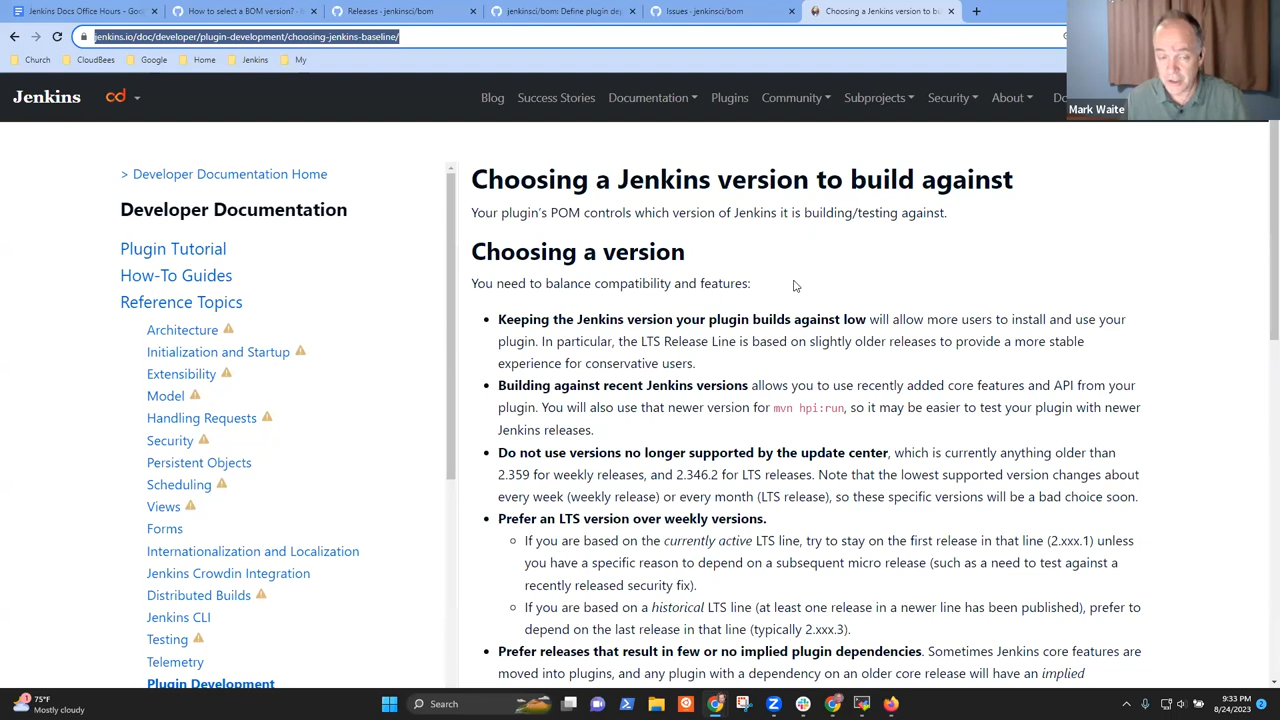 Jenkins Docs Office Hours - Goo
How to select a BOM version? -
Releases · jenkinsci/bom
jenkinsci/bom: Define plugin de
Issues · jenkinsci/bom
Choosing a Jenkins version to bu
jenkins.io/doc/developer/plugin-development/choosing-jenkins-baseline/
Church
CloudBees
Google
Home
Jenkins
My
Jenkins
cd
Blog
Success Stories
Documentation
Plugins
Community
Subprojects
Security
About
Do
Mark Waite
> Developer Documentation Home
Developer Documentation
Plugin Tutorial
How-To Guides
Reference Topics
Architecture
Initialization and Startup
Extensibility
Model
Handling Requests
Security
Persistent Objects
Scheduling
Views
Forms
Internationalization and Localization
Jenkins Crowdin Integration
Distributed Builds
Jenkins CLI
Testing
Telemetry
Plugin Development
Choosing a Jenkins version to build against
Your plugin's POM controls which version of Jenkins it is building/testing against.
Choosing a version
You need to balance compatibility and features:
Keeping the Jenkins version your plugin builds against low will allow more users to install and use your
plugin. In particular, the LTS Release Line is based on slightly older releases to provide a more stable
experience for conservative users.
Building against recent Jenkins versions allows you to use recently added core features and API from your
plugin. You will also use that newer version for mvn hpi:run, so it may be easier to test your plugin with newer
Jenkins releases.
Do not use versions no longer supported by the update center, which is currently anything older than
2.359 for weekly releases, and 2.346.2 for LTS releases. Note that the lowest supported version changes about
every week (weekly release) or every month (LTS release), so these specific versions will be a bad choice soon.
Prefer an LTS version over weekly versions.
If you are based on the currently active LTS line, try to stay on the first release in that line (2.xxx.1) unless
you have a specific reason to depend on a subsequent micro release (such as a need to test against a
recently released security fix).
If you are based on a historical LTS line (at least one release in a newer line has been published), prefer to
depend on the last release in that line (typically 2.xxx.3).
Prefer releases that result in few or no implied plugin dependencies. Sometimes Jenkins core features are
moved into plugins, and any plugin with a dependency on an older core release will have an implied
75°F
Mostly cloudy
Search
9:33 PM
8/24/2023
2